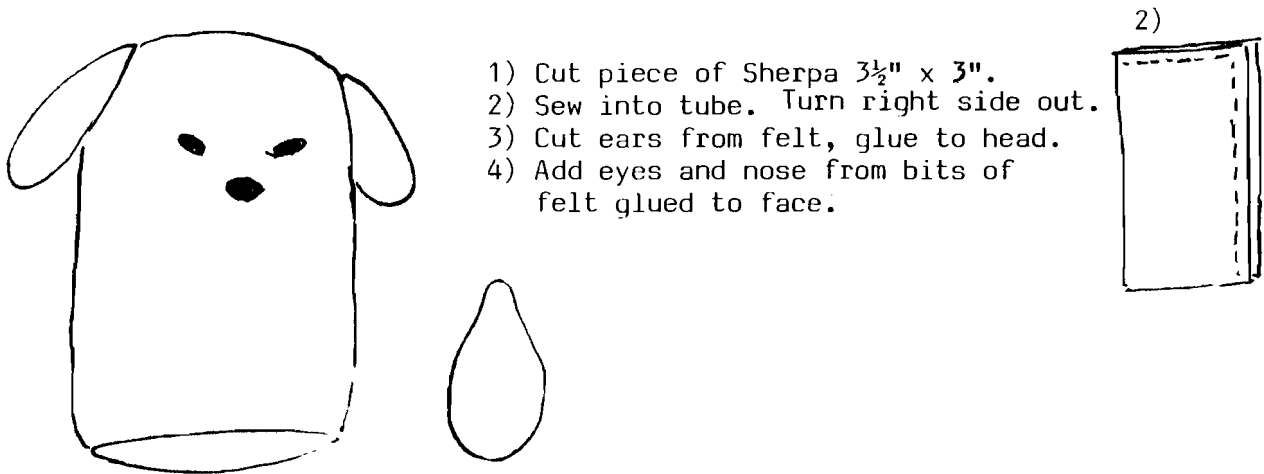 1) Cut piece of Sherpa 3½" x 3".
2) Sew into tube. Turn right side out.
3) Cut ears from felt, glue to head.
4) Add eyes and nose from bits of
felt glued to face.
2)